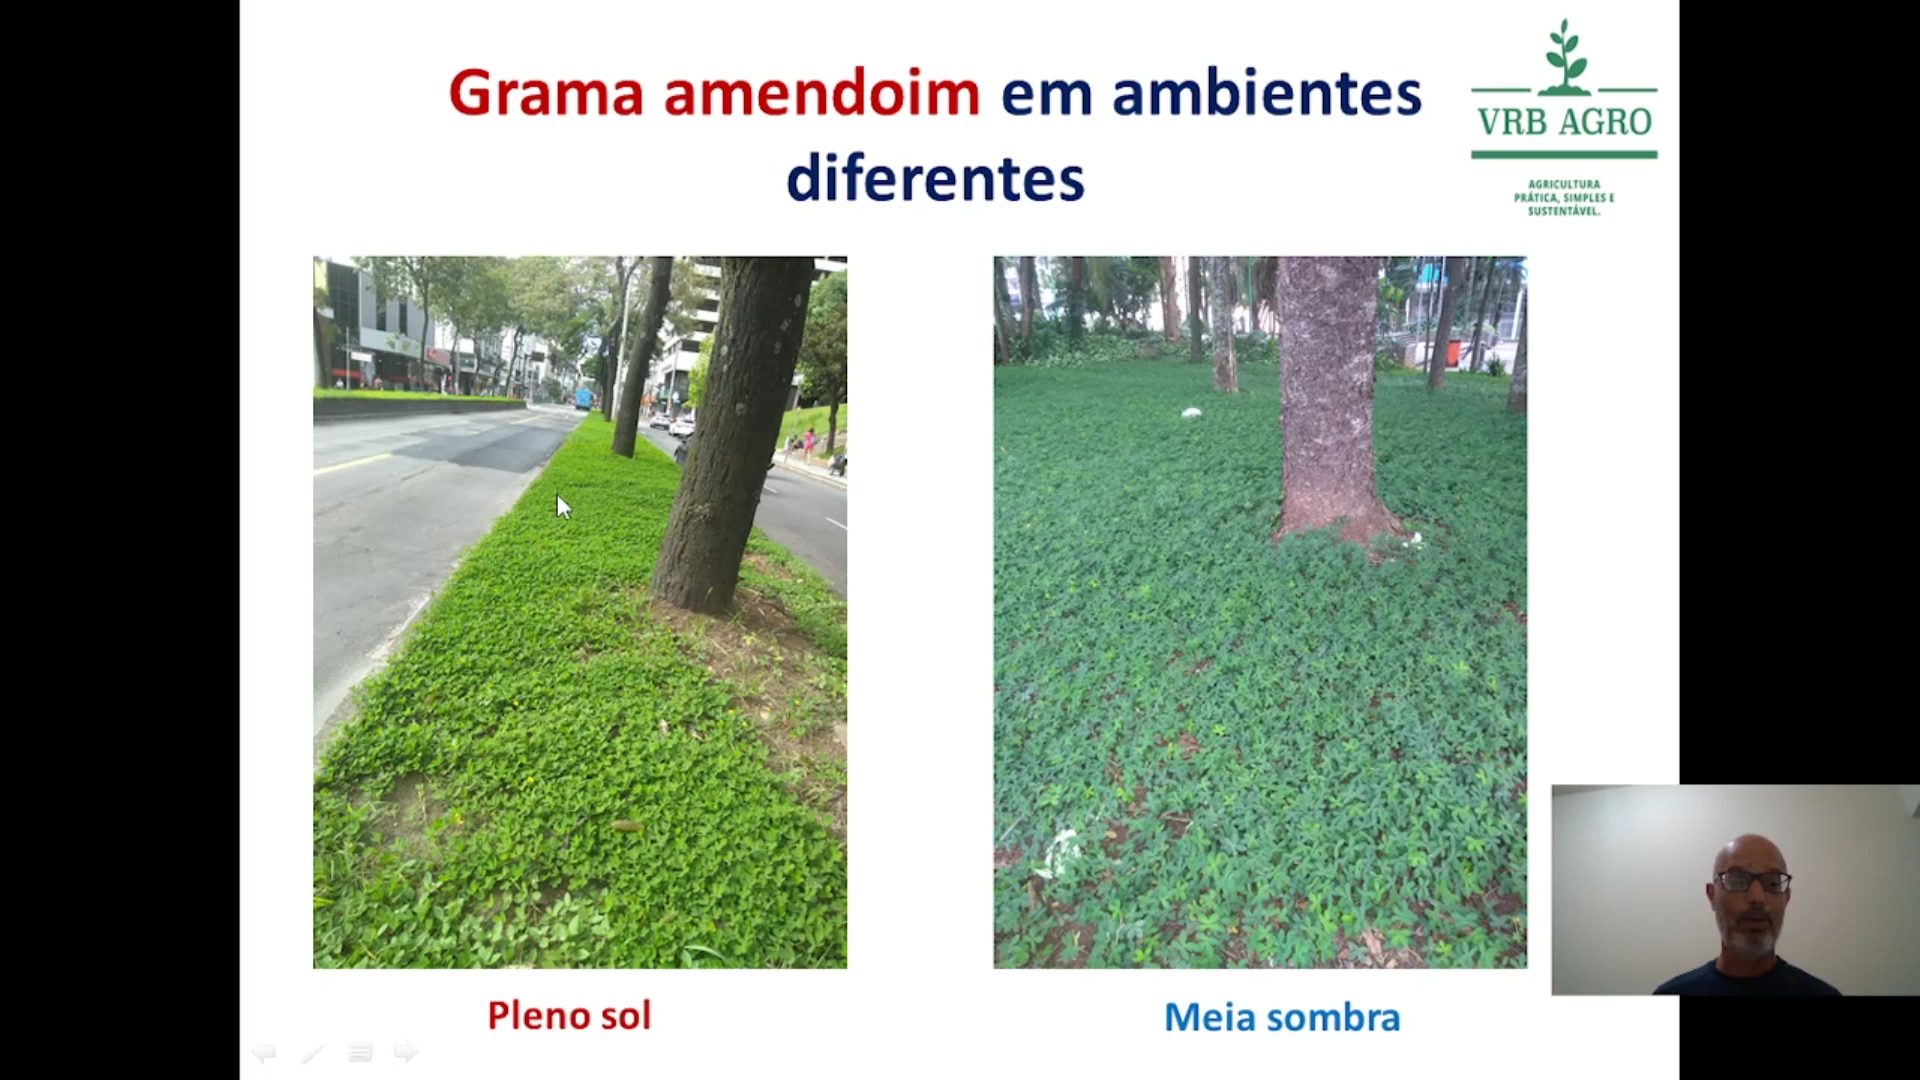 Grama amendoim em ambientes
diferentes
VRB AGRO
AGRICULTURA
PRÁTICA, SIMPLES E
SUSTENTÁVEL.
Pleno sol
Meia sombra